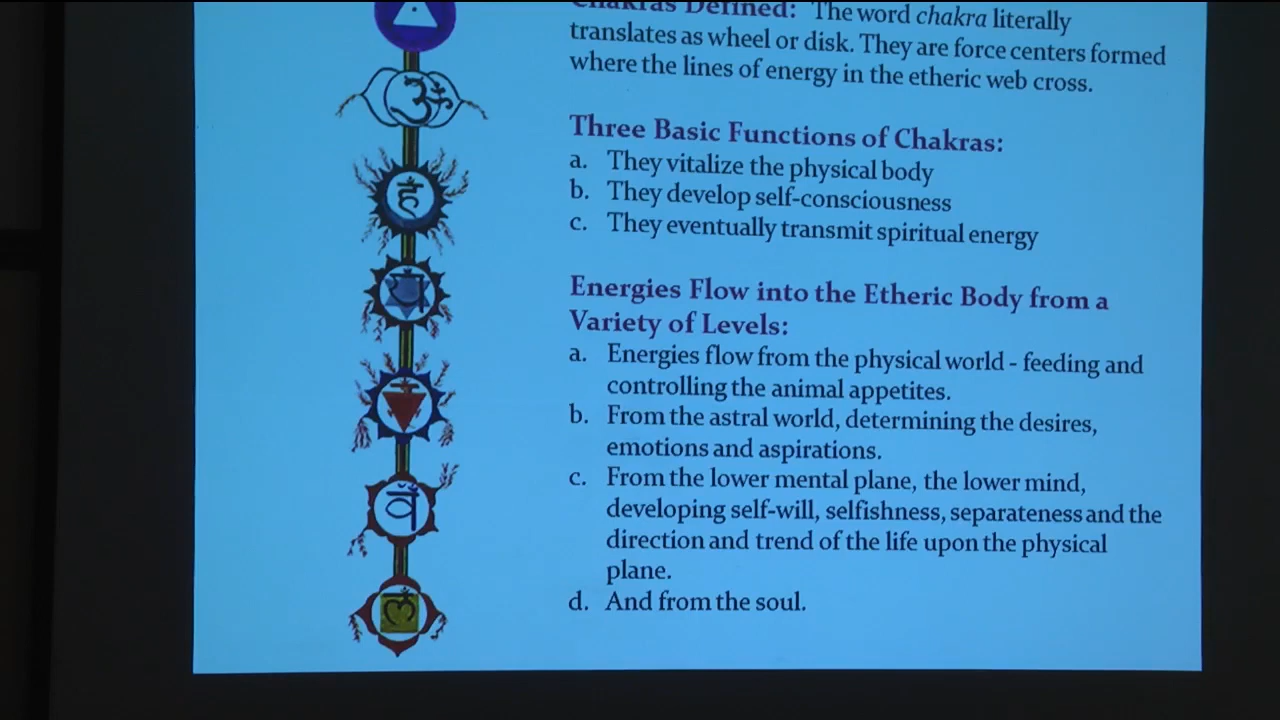 Chakras Defined: The word chakra literally
translates as wheel or disk. They are force centers formed
where the lines of energy in the etheric web cross.
Three Basic Functions of Chakras:
a. They vitalize the physical body
b. They develop self-consciousness
c. They eventually transmit spiritual energy
Energies Flow into the Etheric Body from a
Variety of Levels:
a. Energies flow from the physical world - feeding and
controlling the animal appetites.
b. From the astral world, determining the desires,
emotions and aspirations.
c. From the lower mental plane, the lower mind,
developing self-will, selfishness, separateness and the
direction and trend of the life upon the physical
plane.
d. And from the soul.
ॐ
हं
यं
रं
वं
लं